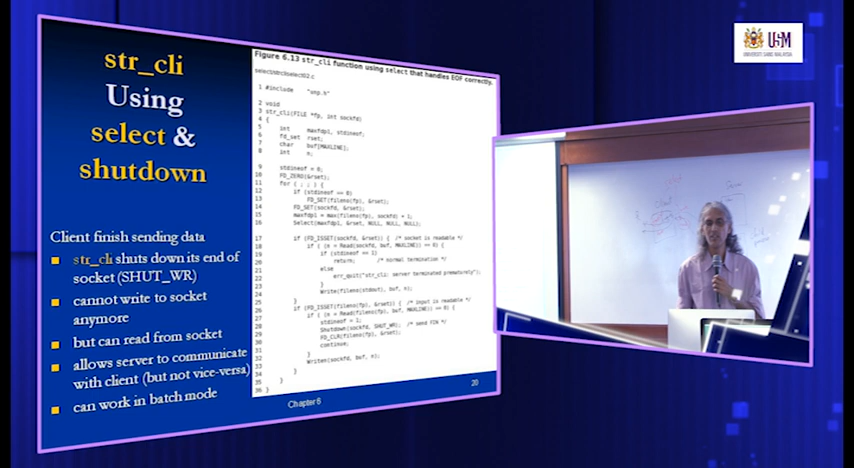 str_cli
Using
select &
shutdown
Client finish sending data
str_cli shuts down its end of
socket (SHUT_WR)
cannot write to socket
anymore
but can read from socket
allows server to communicate
with client (but not vice-versa)
can work in batch mode
Figure 6.13 str_cli function using select that handles EOF correctly.
select/strcliselect02.c
1 #include "unp.h"
2 void
3 str_cli(FILE *fp, int sockfd)
4 {
5 int maxfdp1, stdineof;
6 fd_set rset;
7 char buf[MAXLINE];
8 int n;
9 stdineof = 0;
10 FD_ZERO(&rset);
11 for ( ; ; ) {
12 if (stdineof == 0)
13 FD_SET(fileno(fp), &rset);
14 FD_SET(sockfd, &rset);
15 maxfdp1 = max(fileno(fp), sockfd) + 1;
16 Select(maxfdp1, &rset, NULL, NULL, NULL);
17 if (FD_ISSET(sockfd, &rset)) { /* socket is readable */
18 if ( (n = Read(sockfd, buf, MAXLINE)) == 0) {
19 if (stdineof == 1)
20 return; /* normal termination */
21 else
22 err_quit("str_cli: server terminated prematurely");
23 }
24 Write(fileno(stdout), buf, n);
25 }
26 if (FD_ISSET(fileno(fp), &rset)) { /* input is readable */
27 if ( (n = Read(fileno(fp), buf, MAXLINE)) == 0) {
28 stdineof = 1;
29 Shutdown(sockfd, SHUT_WR); /* send FIN */
30 FD_CLR(fileno(fp), &rset);
31 continue;
32 }
33 Writen(sockfd, buf, n);
34 }
35 }
36 }
Chapter 6
20
USM
UNIVERSITI SAINS MALAYSIA